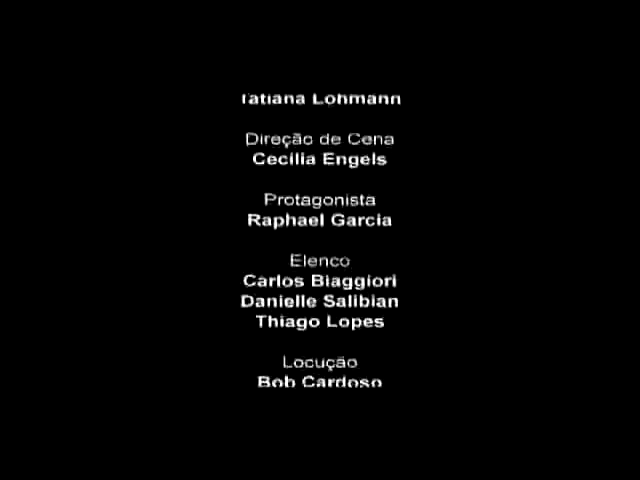 Tatiana Lohmann
Direção de Cena
Cecilia Engels
Protagonista
Raphael Garcia
Elenco
Carlos Biaggiori
Danielle Salibian
Thiago Lopes
Locução
Bob Cardoso